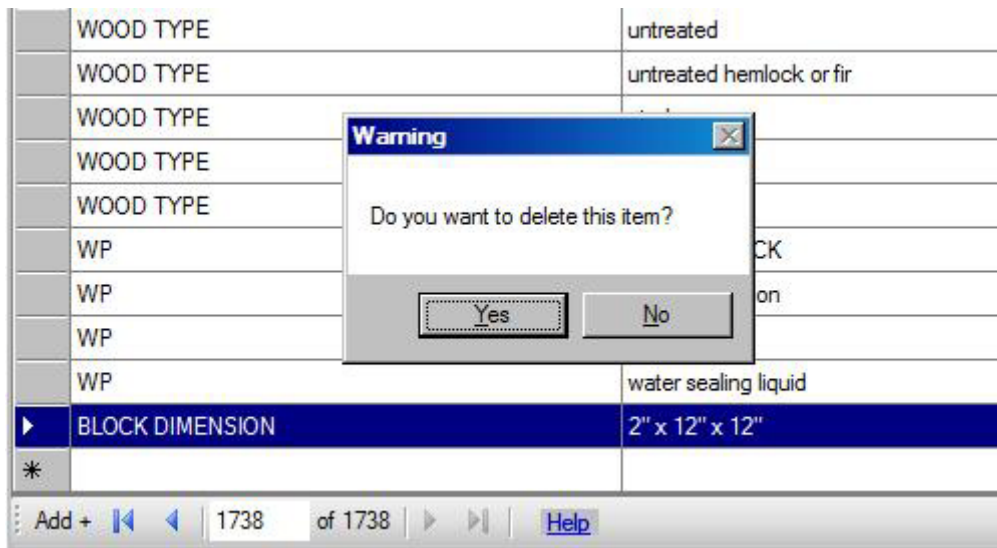 WOOD TYPE untreated
WOOD TYPE untreated hemlock or fir
WOOD TYPE
Warning
WOOD TYPE
WOOD TYPE
Do you want to delete this item?
WP CK
WP on
Yes No
WP
WP water sealing liquid
BLOCK DIMENSION 2" x 12" x 12"
Add + 1738 of 1738 Help